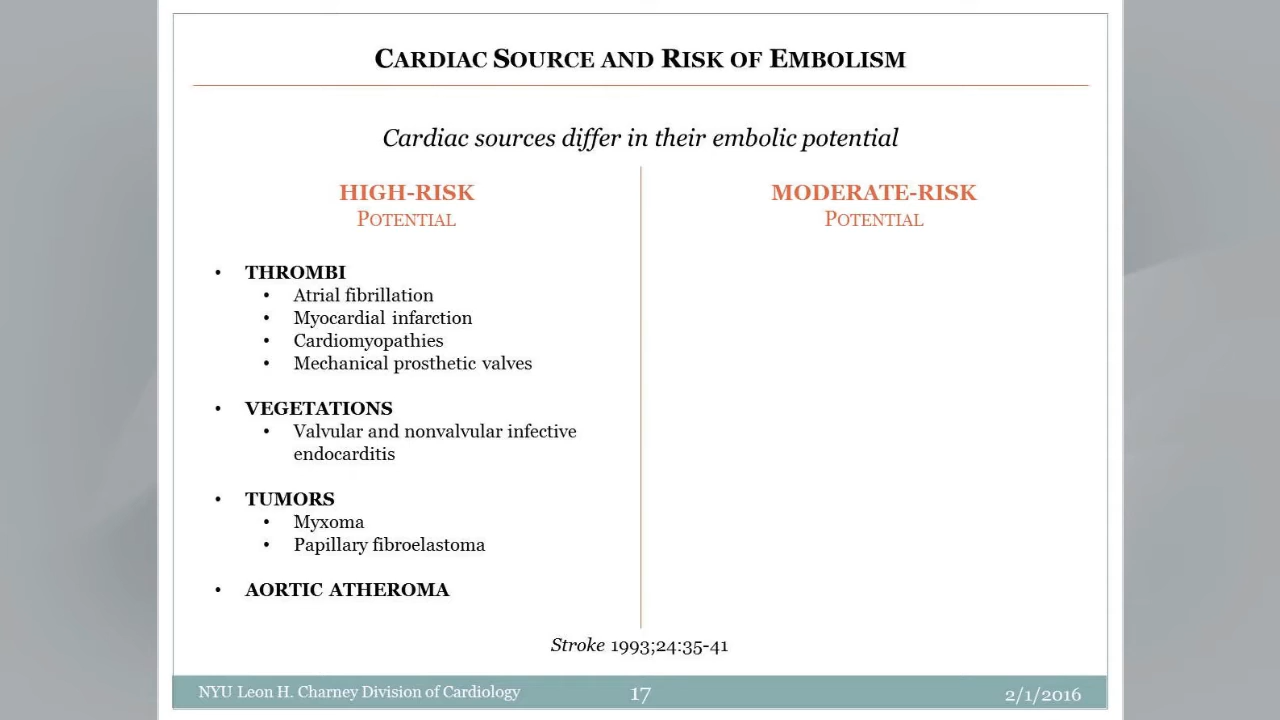 CARDIAC SOURCE AND RISK OF EMBOLISM
Cardiac sources differ in their embolic potential
HIGH-RISK
POTENTIAL
• THROMBI
• Atrial fibrillation
• Myocardial infarction
• Cardiomyopathies
• Mechanical prosthetic valves
• VEGETATIONS
• Valvular and nonvalvular infective
endocarditis
• TUMORS
• Myxoma
• Papillary fibroelastoma
• AORTIC ATHEROMA
MODERATE-RISK
POTENTIAL
Stroke 1993;24:35-41
NYU Leon H. Charney Division of Cardiology
17
2/1/2016